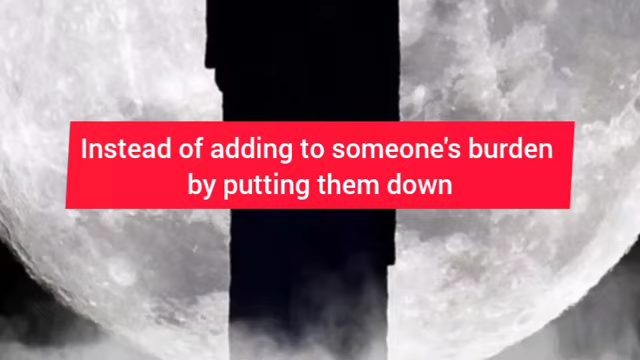 Instead of adding to someone's burden
by putting them down